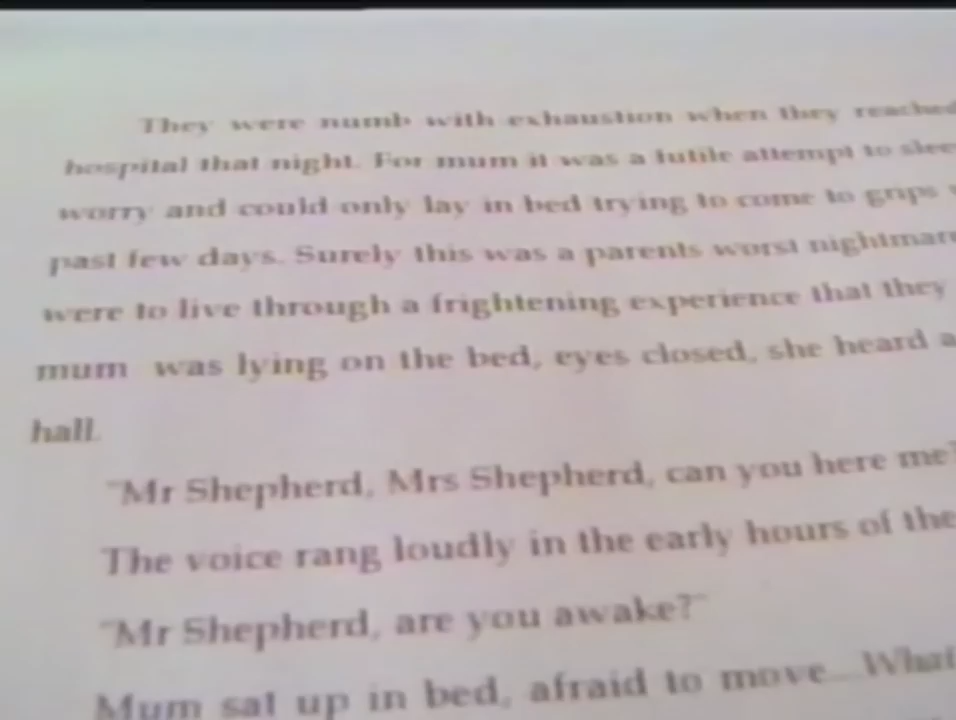 They were numb with exhaustion when they reached
hospital that night. For mum it was a futile attempt to
worry and could only lay in bed trying to come to grips
past few days. Surely this was a parents worst
were to live through a frightening experience that they
mum was lying on the bed, eyes closed, she heard a
hall.
"Mr Shepherd, Mrs Shepherd, can you here me?
The voice rang loudly in the early hours of the
"Mr Shepherd, are you awake?"
Mum sat up in bed, afraid to move...What